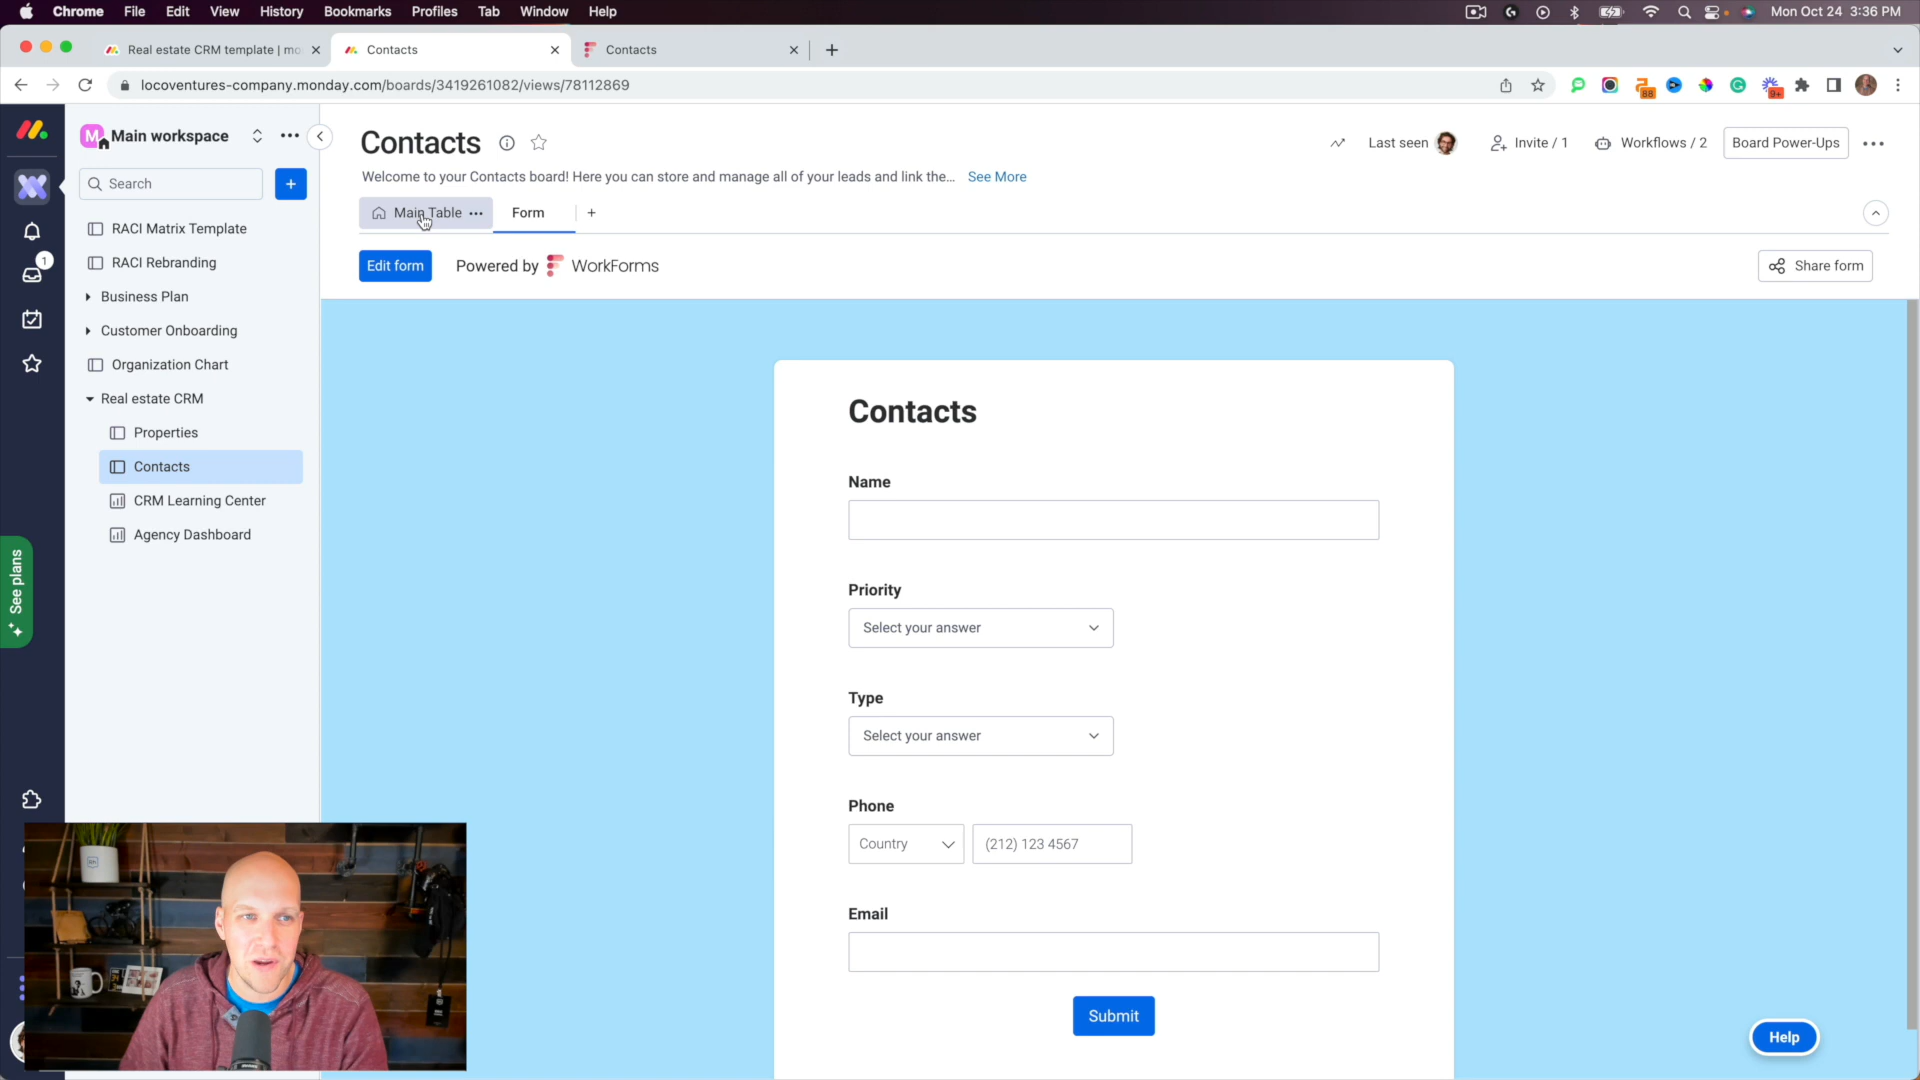 Chrome File Edit View History Bookmarks Profiles Tab Window Help Mon Oct 24 3:36 PM
Real estate CRM template | mo Contacts Contacts
locoventures-company.monday.com/boards/3419261082/views/78112869
88
9+
M Main workspace
Search
RACI Matrix Template
RACI Rebranding
Business Plan
Customer Onboarding
Organization Chart
Real estate CRM
Properties
Contacts
CRM Learning Center
Agency Dashboard
1
See plans
Contacts
Last seen Invite / 1 Workflows / 2 Board Power-Ups
Welcome to your Contacts board! Here you can store and manage all of your leads and link the... See More
Main Table Form
Edit form Powered by WorkForms Share form
Contacts
Name
Priority
Select your answer
Type
Select your answer
Phone
Country (212) 123 4567
Email
Submit
Help